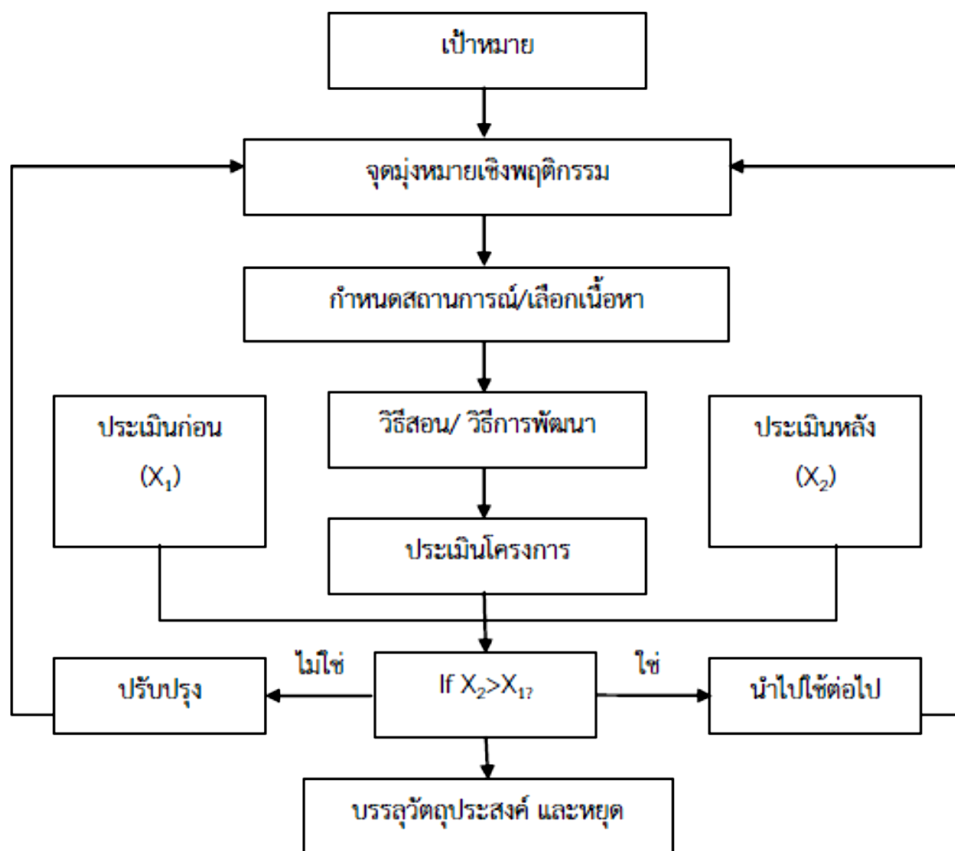 เป้าหมาย
จุดมุ่งหมายเชิงพฤติกรรม
กำหนดสถานการณ์/เลือกเนื้อหา
ประเมินก่อน
(X₁)
วิธีสอน/ วิธีการพัฒนา
ประเมินหลัง
(X₂)
ประเมินโครงการ
ปรับปรุง
ไม่ใช่
If X₂>X₁?
ใช่
นำไปใช้ต่อไป
บรรลุวัตถุประสงค์ และหยุด